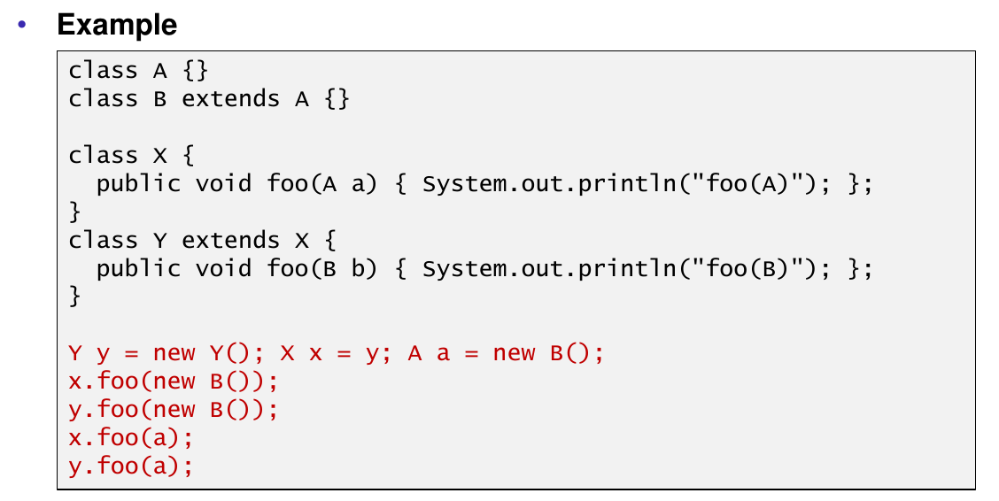 • Example
class A {}
class B extends A {}
class X {
  public void foo(A a) { System.out.println("foo(A)"); };
}
class Y extends X {
  public void foo(B b) { System.out.println("foo(B)"); };
}
Y y = new Y(); X x = y; A a = new B();
x.foo(new B());
y.foo(new B());
x.foo(a);
y.foo(a);